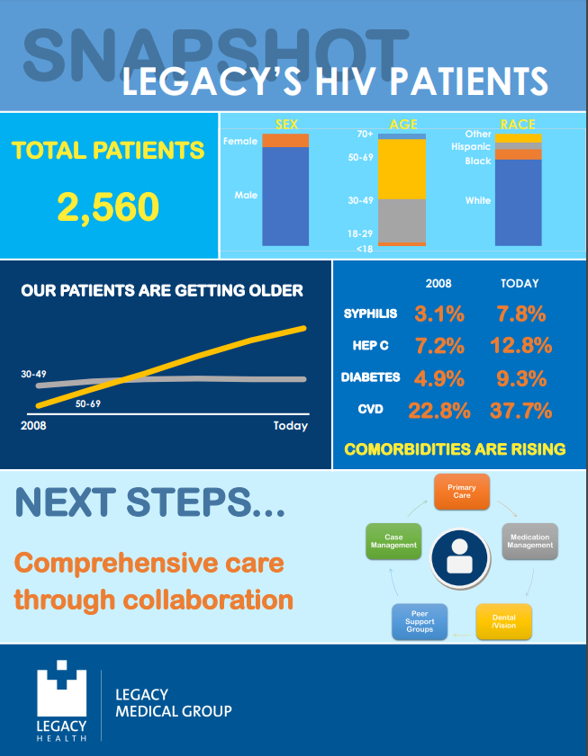 SNAPSHOT
LEGACY'S HIV PATIENTS
TOTAL PATIENTS
2,560
SEX
Female
Male
AGE
70+
50-69
30-49
18-29
<18
RACE
Other
Hispanic
Black
White
OUR PATIENTS ARE GETTING OLDER
30-49
50-69
2008 Today
2008 TODAY
SYPHILIS 3.1% 7.8%
HEP C 7.2% 12.8%
DIABETES 4.9% 9.3%
CVD 22.8% 37.7%
COMORBIDITIES ARE RISING
NEXT STEPS...
Comprehensive care
through collaboration
Primary
Care
Medication
Management
Dental
/Vision
Peer
Support
Groups
Case
Management
LEGACY
HEALTH
LEGACY
MEDICAL GROUP